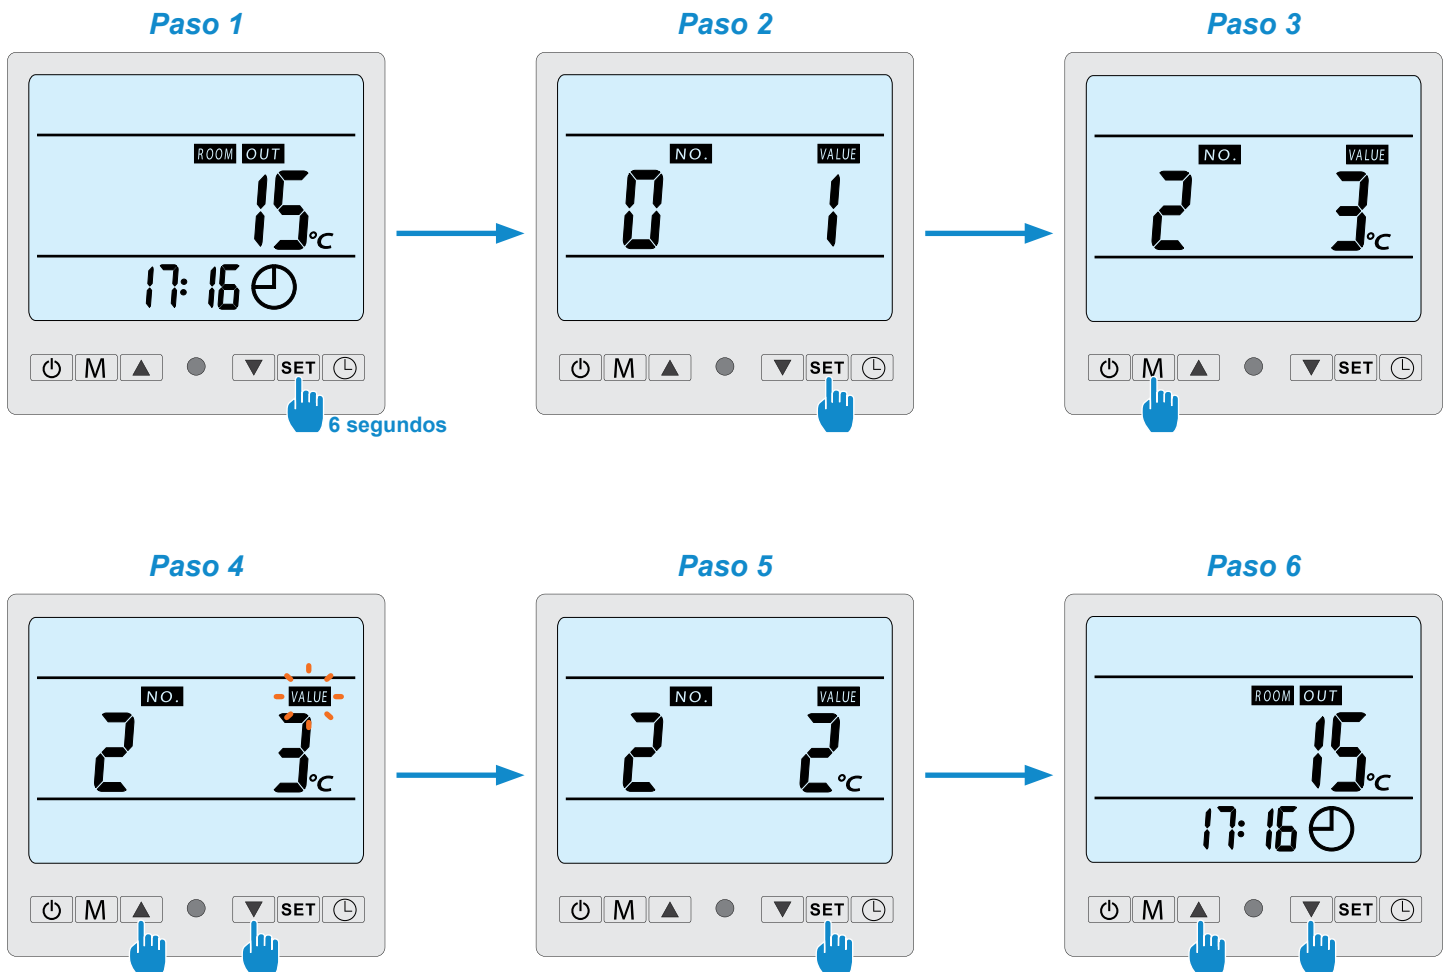 Paso 1 Paso 2 Paso 3
ROOM OUT
15 °C
17:16
M SET
6 segundos
NO. VALUE
0 1
M SET
NO. VALUE
2 3 °C
M SET
Paso 4 Paso 5 Paso 6
NO. VALUE
2 3 °C
M SET
NO. VALUE
2 2 °C
M SET
ROOM OUT
15 °C
17:16
M SET